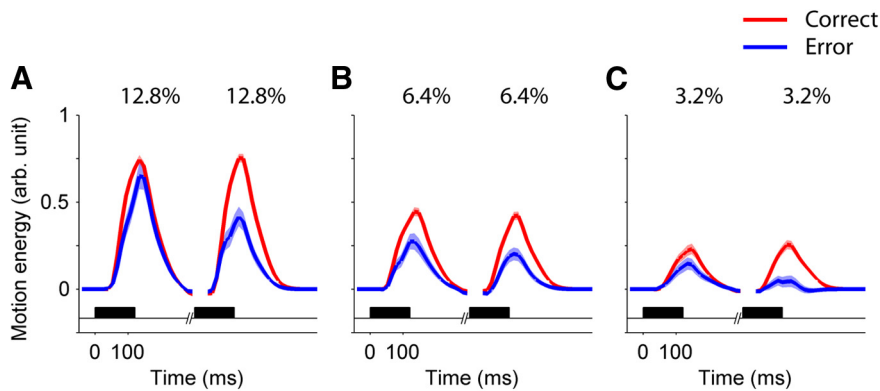 Correct
Error
A B C
12.8% 12.8% 6.4% 6.4% 3.2% 3.2%
Motion energy (arb. unit)
1
0.5
0
0 100 0 100 0 100
Time (ms) Time (ms) Time (ms)